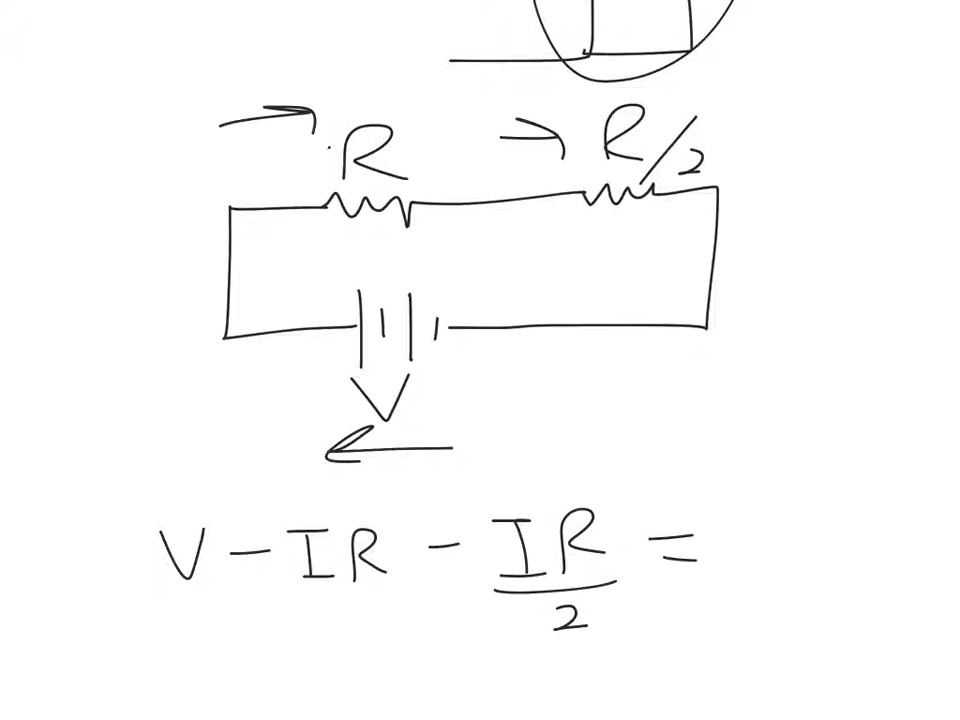 R R/2
V
V - IR - IR/2 =